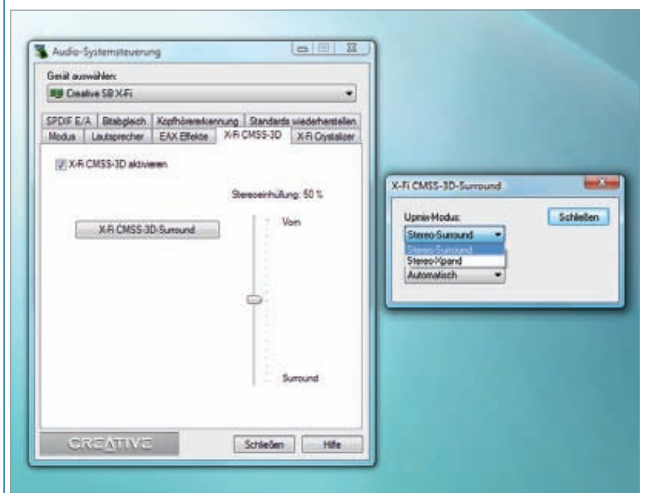 Audio-Systemsteuerung
Gerät auswählen:
Creative SB X-Fi
SPDIF E/A Bitabgleich Kopfhörererkennung Standards wiederherstellen
Modus Lautsprecher EAX Effekte X-Fi CMSS-3D X-Fi Crystalizer
X-Fi CMSS-3D aktivieren
Stereoeinhüllung: 50 %
X-Fi CMSS-3D-Surround
Vorn
Surround
CREATIVE
Schließen Hilfe
X-Fi CMSS-3D-Surround
Upmix-Modus:
Schließen
Stereo-Surround
Stereo-Surround
Stereo-Xpand
Automatisch